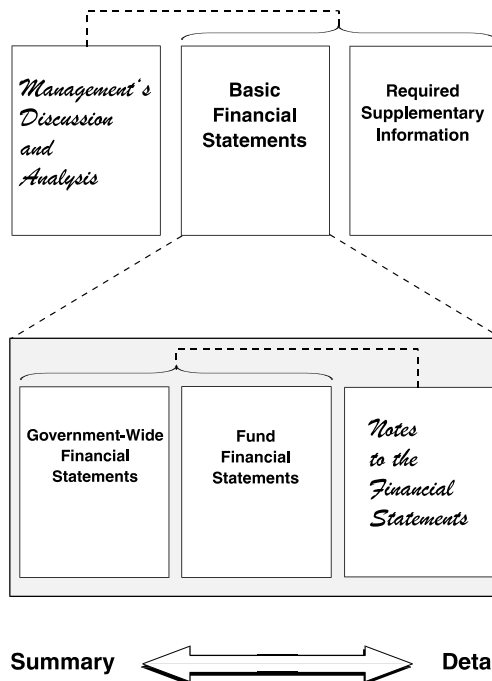 Management's
Discussion
and
Analysis
Basic
Financial
Statements
Required
Supplementary
Information
Government-Wide
Financial
Statements
Fund
Financial
Statements
Notes
to the
Financial
Statements
Summary
Deta